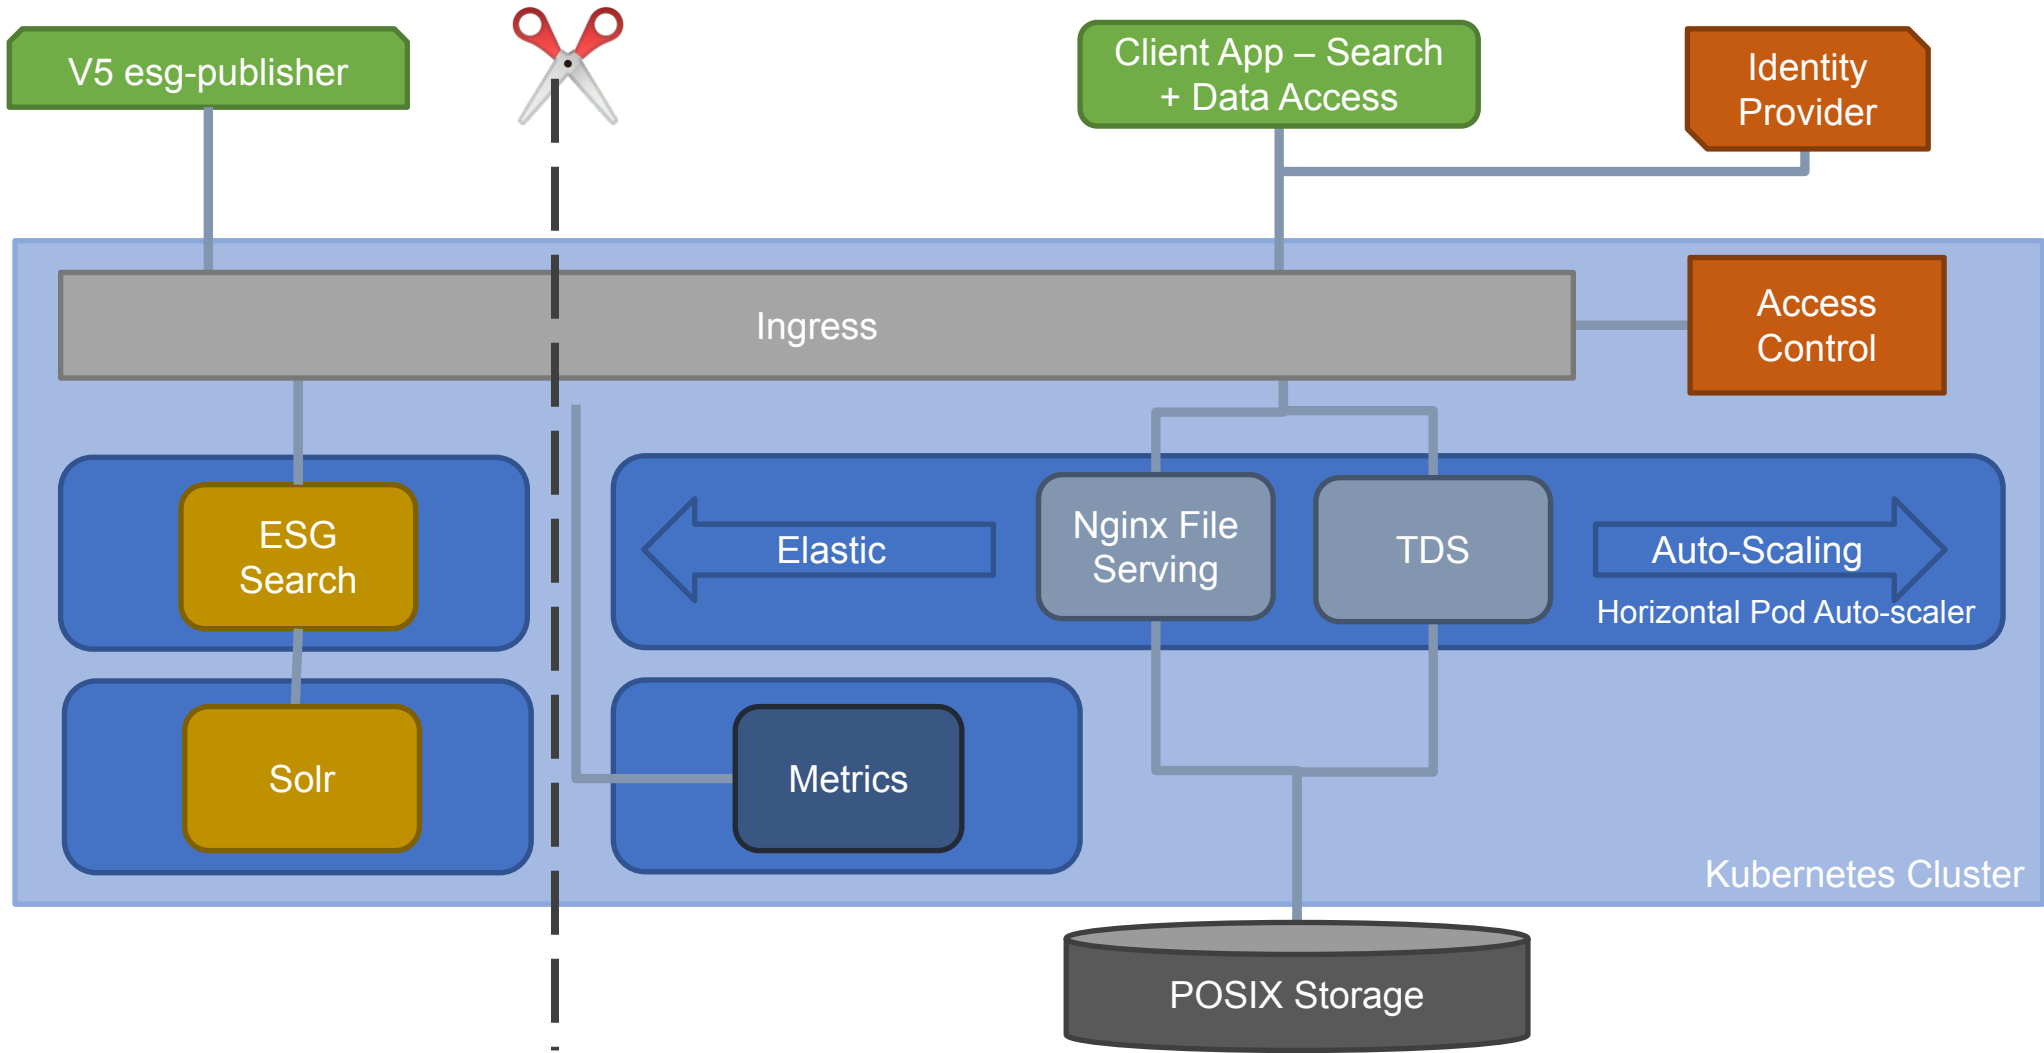 V5 esg-publisher
Client App – Search
+ Data Access
Identity
Provider
Ingress
Access
Control
ESG
Search
Elastic
Nginx File
Serving
TDS
Auto-Scaling
Horizontal Pod Auto-scaler
Solr
Metrics
Kubernetes Cluster
POSIX Storage